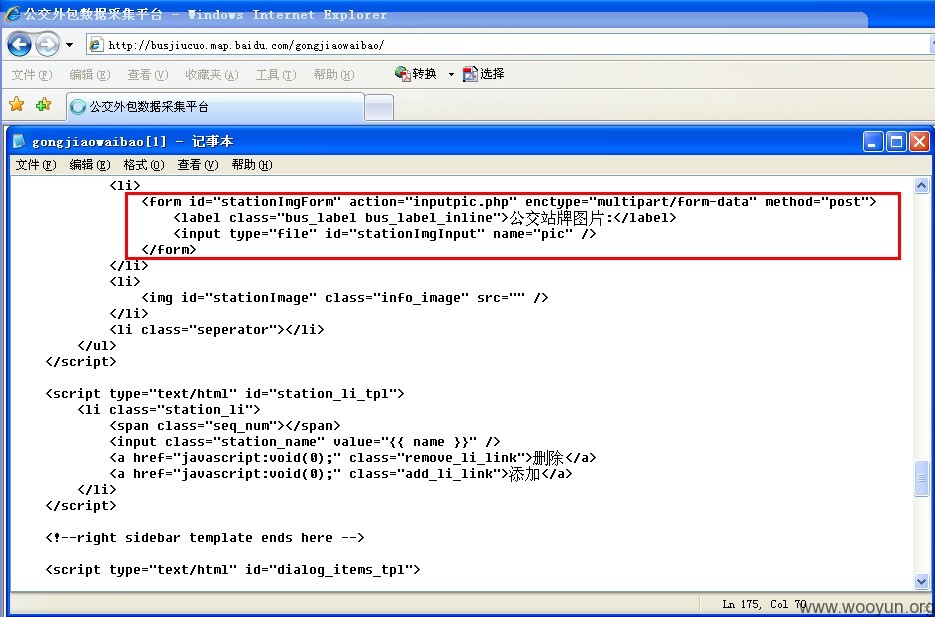 公交外包数据采集平台 - Windows Internet Explorer
http://busjiucuo.map.baidu.com/gongjiaowaibao/
文件(F) 编辑(E) 查看(V) 收藏夹(A) 工具(T) 帮助(H) 转换 选择
公交外包数据采集平台
gongjiaowaibao[1] - 记事本
文件(F) 编辑(E) 格式(O) 查看(V) 帮助(H)
<li>
<form id="stationImgForm" action="inputpic.php" enctype="multipart/form-data" method="post">
<label class="bus_label bus_label_inline">公交站牌图片:</label>
<input type="file" id="stationImgInput" name="pic" />
</form>
</li>
<li>
<img id="stationImage" class="info_image" src="" />
</li>
<li class="seperator"></li>
</ul>
</script>
<script type="text/html" id="station_li_tpl">
<li class="station_li">
<span class="seq_num"></span>
<input class="station_name" value="{{ name }}" />
<a href="javascript:void(0);" class="remove_li_link">删除</a>
<a href="javascript:void(0);" class="add_li_link">添加</a>
</li>
</script>
<!--right sidebar template ends here -->
<script type="text/html" id="dialog_items_tpl">
Ln 175, Col 70
www.wooyun.org